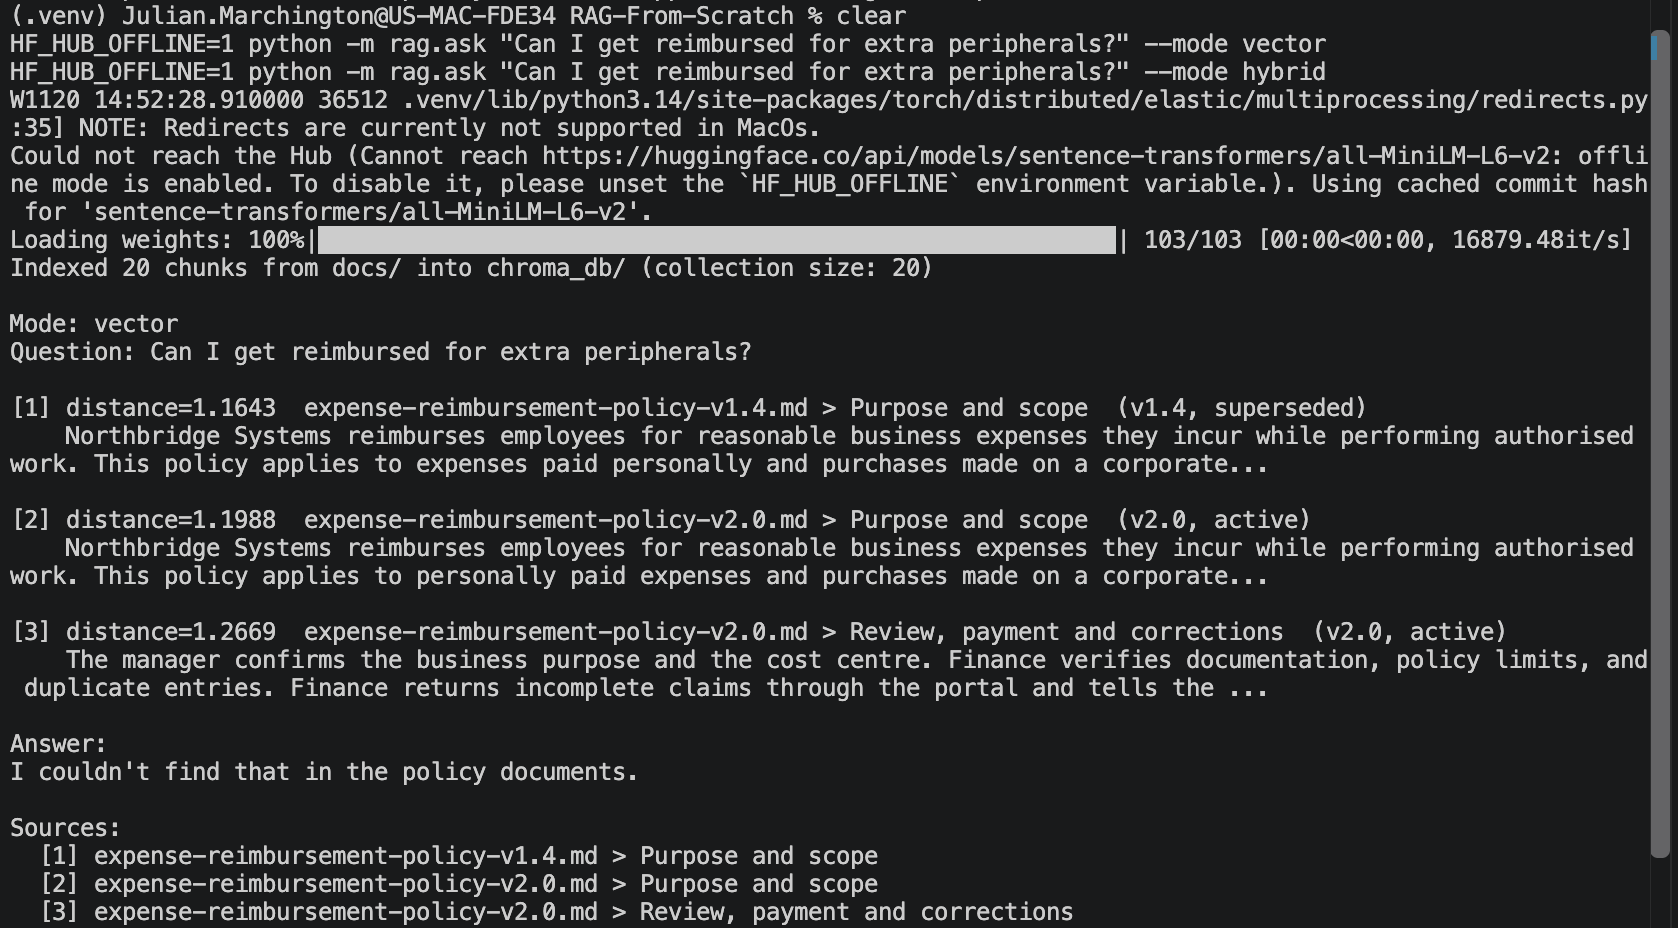 (.venv) Julian.Marchington@US-MAC-FDE34 RAG-From-Scratch % clear
HF_HUB_OFFLINE=1 python -m rag.ask "Can I get reimbursed for extra peripherals?" --mode vector
HF_HUB_OFFLINE=1 python -m rag.ask "Can I get reimbursed for extra peripherals?" --mode hybrid
W1120 14:52:28.910000 36512 .venv/lib/python3.14/site-packages/torch/distributed/elastic/multiprocessing/redirects.py
:35] NOTE: Redirects are currently not supported in MacOs.
Could not reach the Hub (Cannot reach https://huggingface.co/api/models/sentence-transformers/all-MiniLM-L6-v2: offli
ne mode is enabled. To disable it, please unset the `HF_HUB_OFFLINE` environment variable.). Using cached commit hash
 for 'sentence-transformers/all-MiniLM-L6-v2'.
Loading weights: 100%|██████████| 103/103 [00:00<00:00, 16879.48it/s]
Indexed 20 chunks from docs/ into chroma_db/ (collection size: 20)

Mode: vector
Question: Can I get reimbursed for extra peripherals?

[1] distance=1.1643  expense-reimbursement-policy-v1.4.md > Purpose and scope  (v1.4, superseded)
    Northbridge Systems reimburses employees for reasonable business expenses they incur while performing authorised
work. This policy applies to expenses paid personally and purchases made on a corporate...

[2] distance=1.1988  expense-reimbursement-policy-v2.0.md > Purpose and scope  (v2.0, active)
    Northbridge Systems reimburses employees for reasonable business expenses they incur while performing authorised
work. This policy applies to personally paid expenses and purchases made on a corporate...

[3] distance=1.2669  expense-reimbursement-policy-v2.0.md > Review, payment and corrections  (v2.0, active)
    The manager confirms the business purpose and the cost centre. Finance verifies documentation, policy limits, and
 duplicate entries. Finance returns incomplete claims through the portal and tells the ...

Answer:
I couldn't find that in the policy documents.

Sources:
  [1] expense-reimbursement-policy-v1.4.md > Purpose and scope
  [2] expense-reimbursement-policy-v2.0.md > Purpose and scope
  [3] expense-reimbursement-policy-v2.0.md > Review, payment and corrections